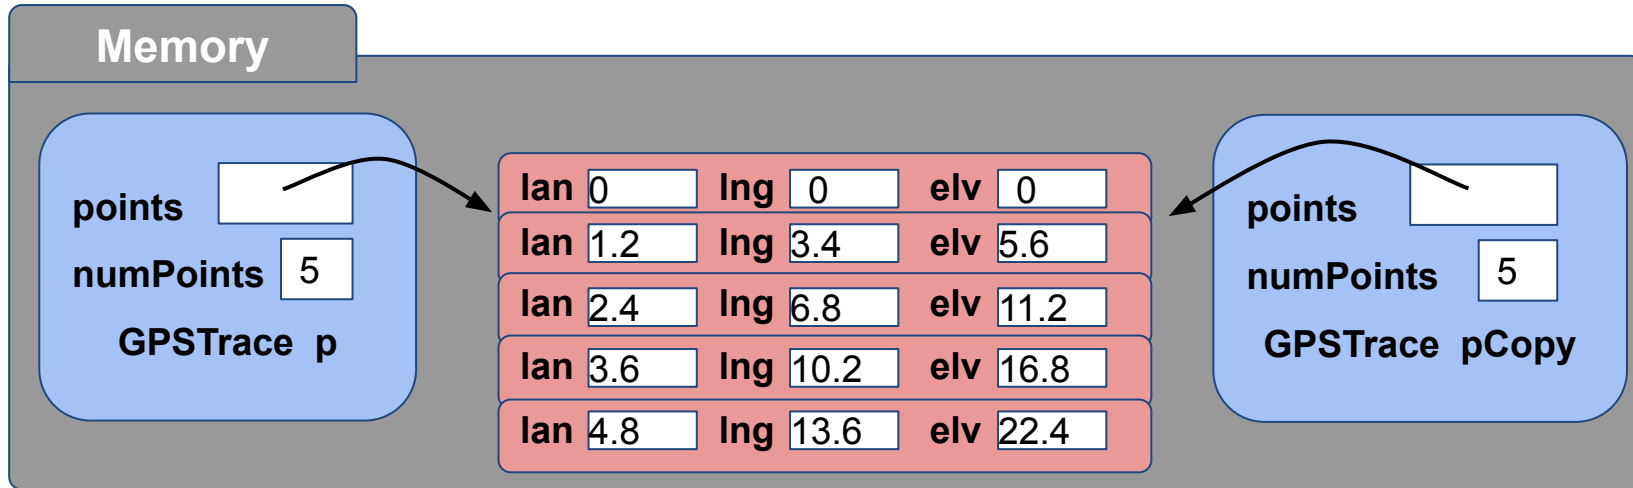 Memory
points
numPoints 5
GPSTrace p
lan 0 lng 0 elv 0
lan 1.2 lng 3.4 elv 5.6
lan 2.4 lng 6.8 elv 11.2
lan 3.6 lng 10.2 elv 16.8
lan 4.8 lng 13.6 elv 22.4
points
numPoints 5
GPSTrace pCopy